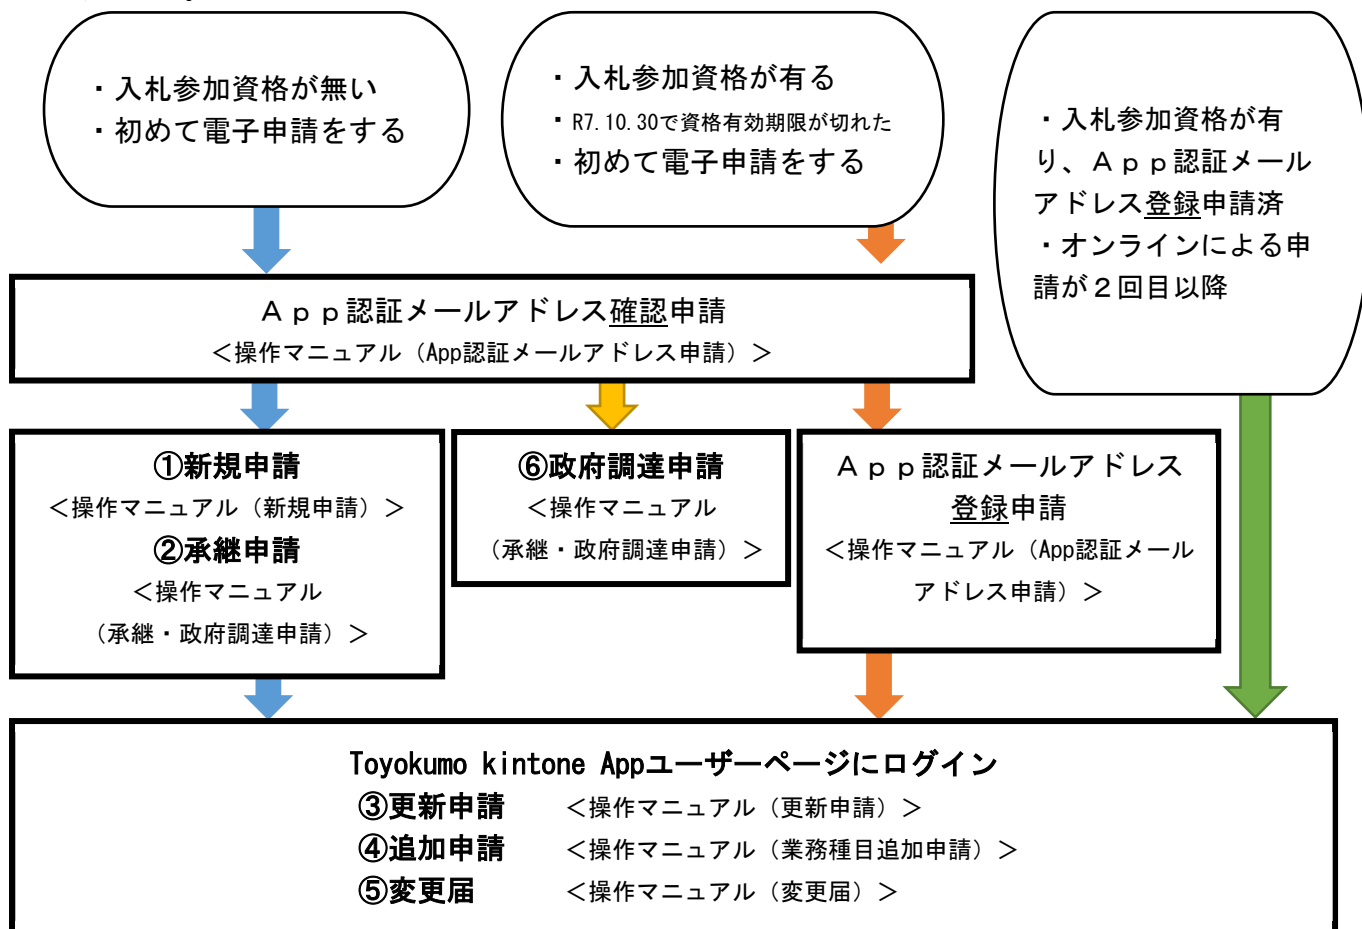 ・入札参加資格が無い
・初めて電子申請をする
・入札参加資格が有る
・R7.10.30で資格有効期限が切れた
・初めて電子申請をする
・入札参加資格が有
り、Ａｐｐ認証メール
アドレス登録申請済
・オンラインによる申
請が２回目以降
Ａｐｐ認証メールアドレス確認申請
＜操作マニュアル（App認証メールアドレス申請）＞
①新規申請
＜操作マニュアル（新規申請）＞
②承継申請
＜操作マニュアル
（承継・政府調達申請）＞
⑥政府調達申請
＜操作マニュアル
（承継・政府調達申請）＞
Ａｐｐ認証メールアドレス
登録申請
＜操作マニュアル（App認証メール
アドレス申請）＞
Toyokumo kintone Appユーザーページにログイン
③更新申請　＜操作マニュアル（更新申請）＞
④追加申請　＜操作マニュアル（業務種目追加申請）＞
⑤変更届　＜操作マニュアル（変更届）＞